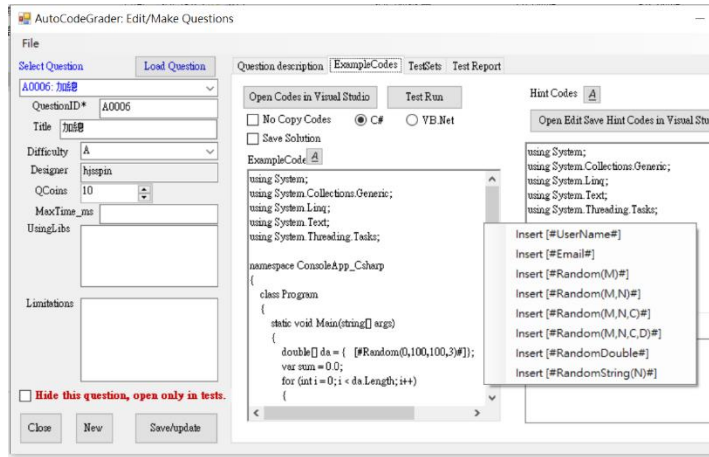 AutoCodeGrader: Edit/Make Questions
File
Select Question
Load Question
A0006: 加總
QuestionID*
A0006
Title
加總
Difficulty
A
Designer
hjsspin
QCoins
10
MaxTime_ms
UsingLibs
Limitations
Hide this question, open only in tests.
Close
New
Save/update
Question description
ExampleCodes
TestSets
Test Report
Open Codes in Visual Studio
Test Run
No Copy Codes
C#
VB.Net
Save Solution
ExampleCode
A
using System;
using System.Collections.Generic;
using System.Linq;
using System.Text;
using System.Threading.Tasks;
namespace ConsoleApp_Csharp
{
class Program
{
static void Main(string[] args)
{
double[] da = { [#Random(0,100,100,3)#]};
var sum = 0.0;
for (int i = 0; i < da.Length; i++)
{
Hint Codes
A
Open Edit Save Hint Codes in Visual Stu
using System;
using System.Collections.Generic;
using System.Linq;
using System.Text;
using System.Threading.Tasks;
Insert [#UserName#]
Insert [#Email#]
Insert [#Random(M)#]
Insert [#Random(M,N)#]
Insert [#Random(M,N,C)#]
Insert [#Random(M,N,C,D)#]
Insert [#RandomDouble#]
Insert [#RandomString(N)#]